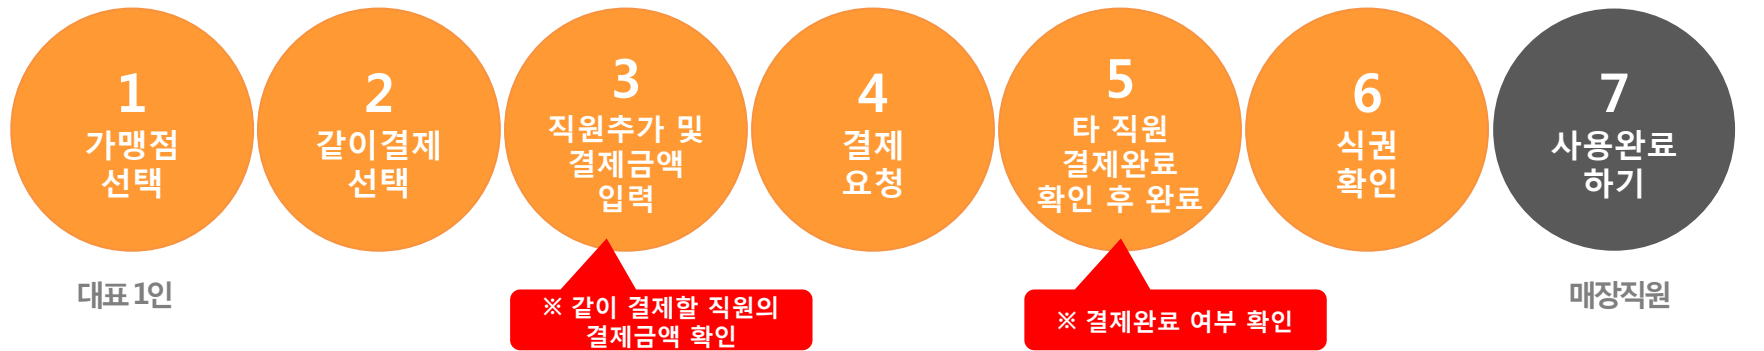 1
가맹점
선택
2
같이결제
선택
3
직원추가 및
결제금액
입력
4
결제
요청
5
타 직원
결제완료
확인 후 완료
6
식권
확인
7
사용완료
하기
대표 1인
※ 같이 결제할 직원의
결제금액 확인
※ 결제완료 여부 확인
매장직원